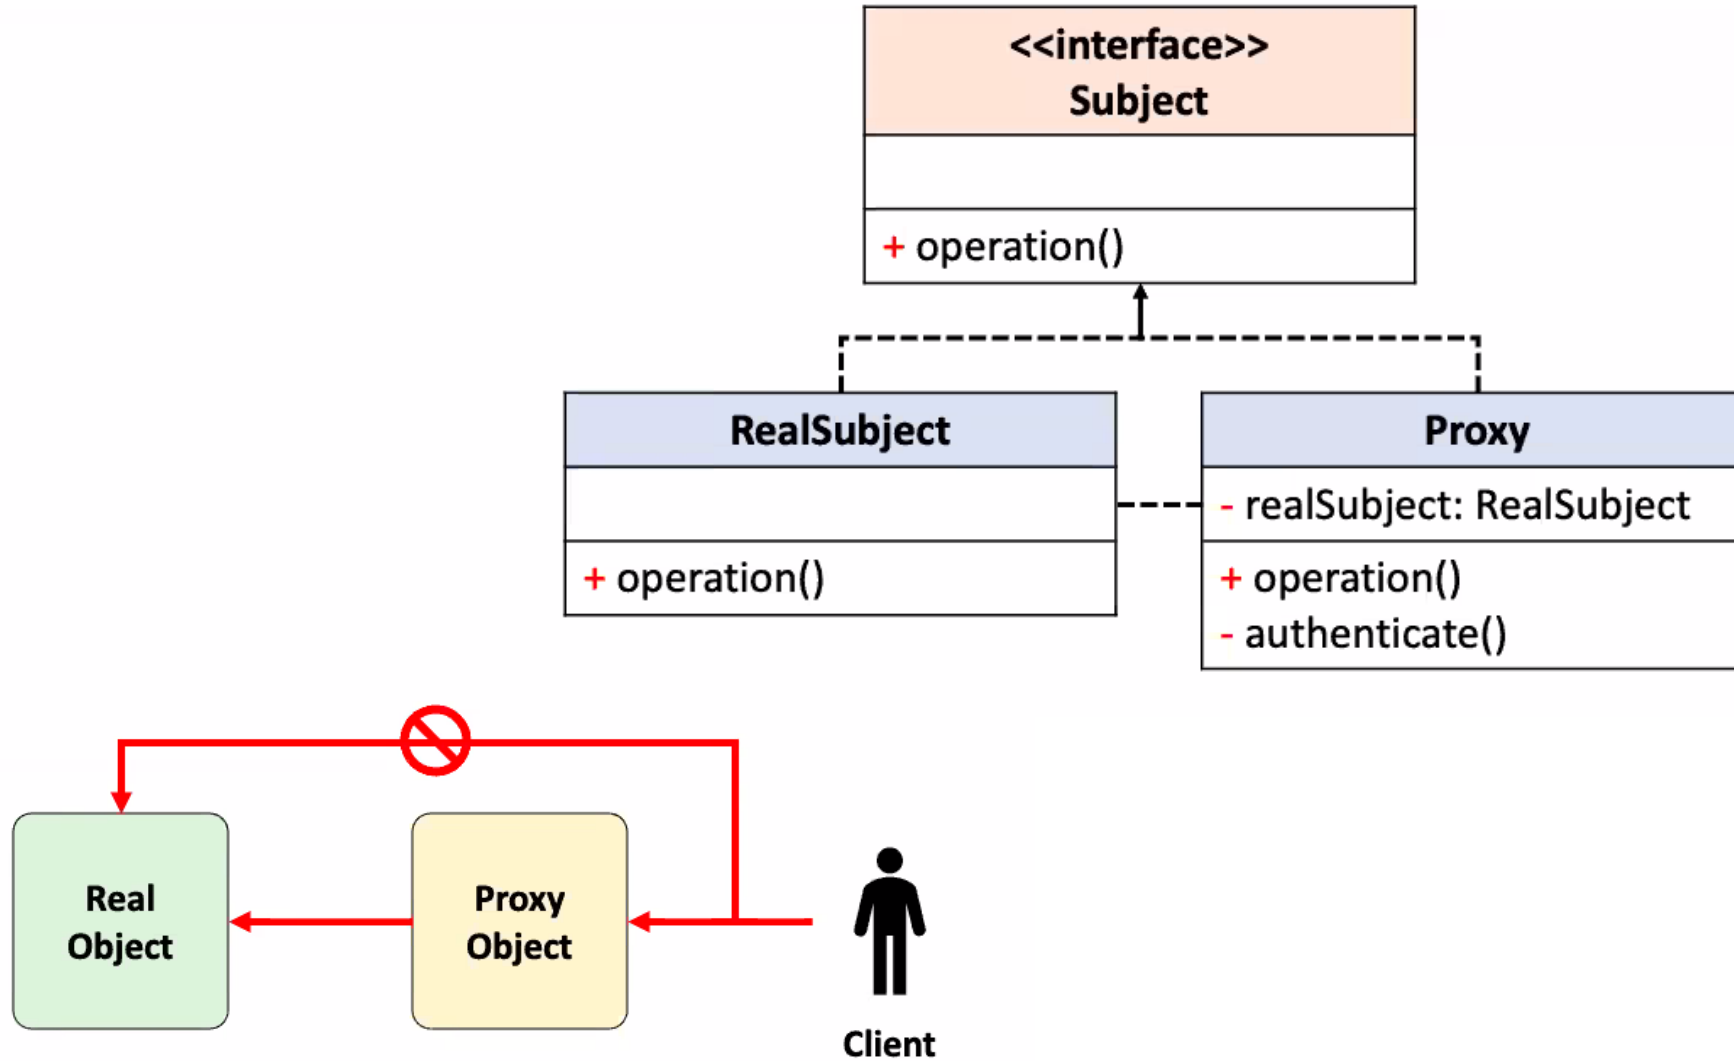 <<interface>>
Subject
+ operation()
RealSubject
+ operation()
Proxy
- realSubject: RealSubject
+ operation()
- authenticate()
Real
Object
Proxy
Object
Client